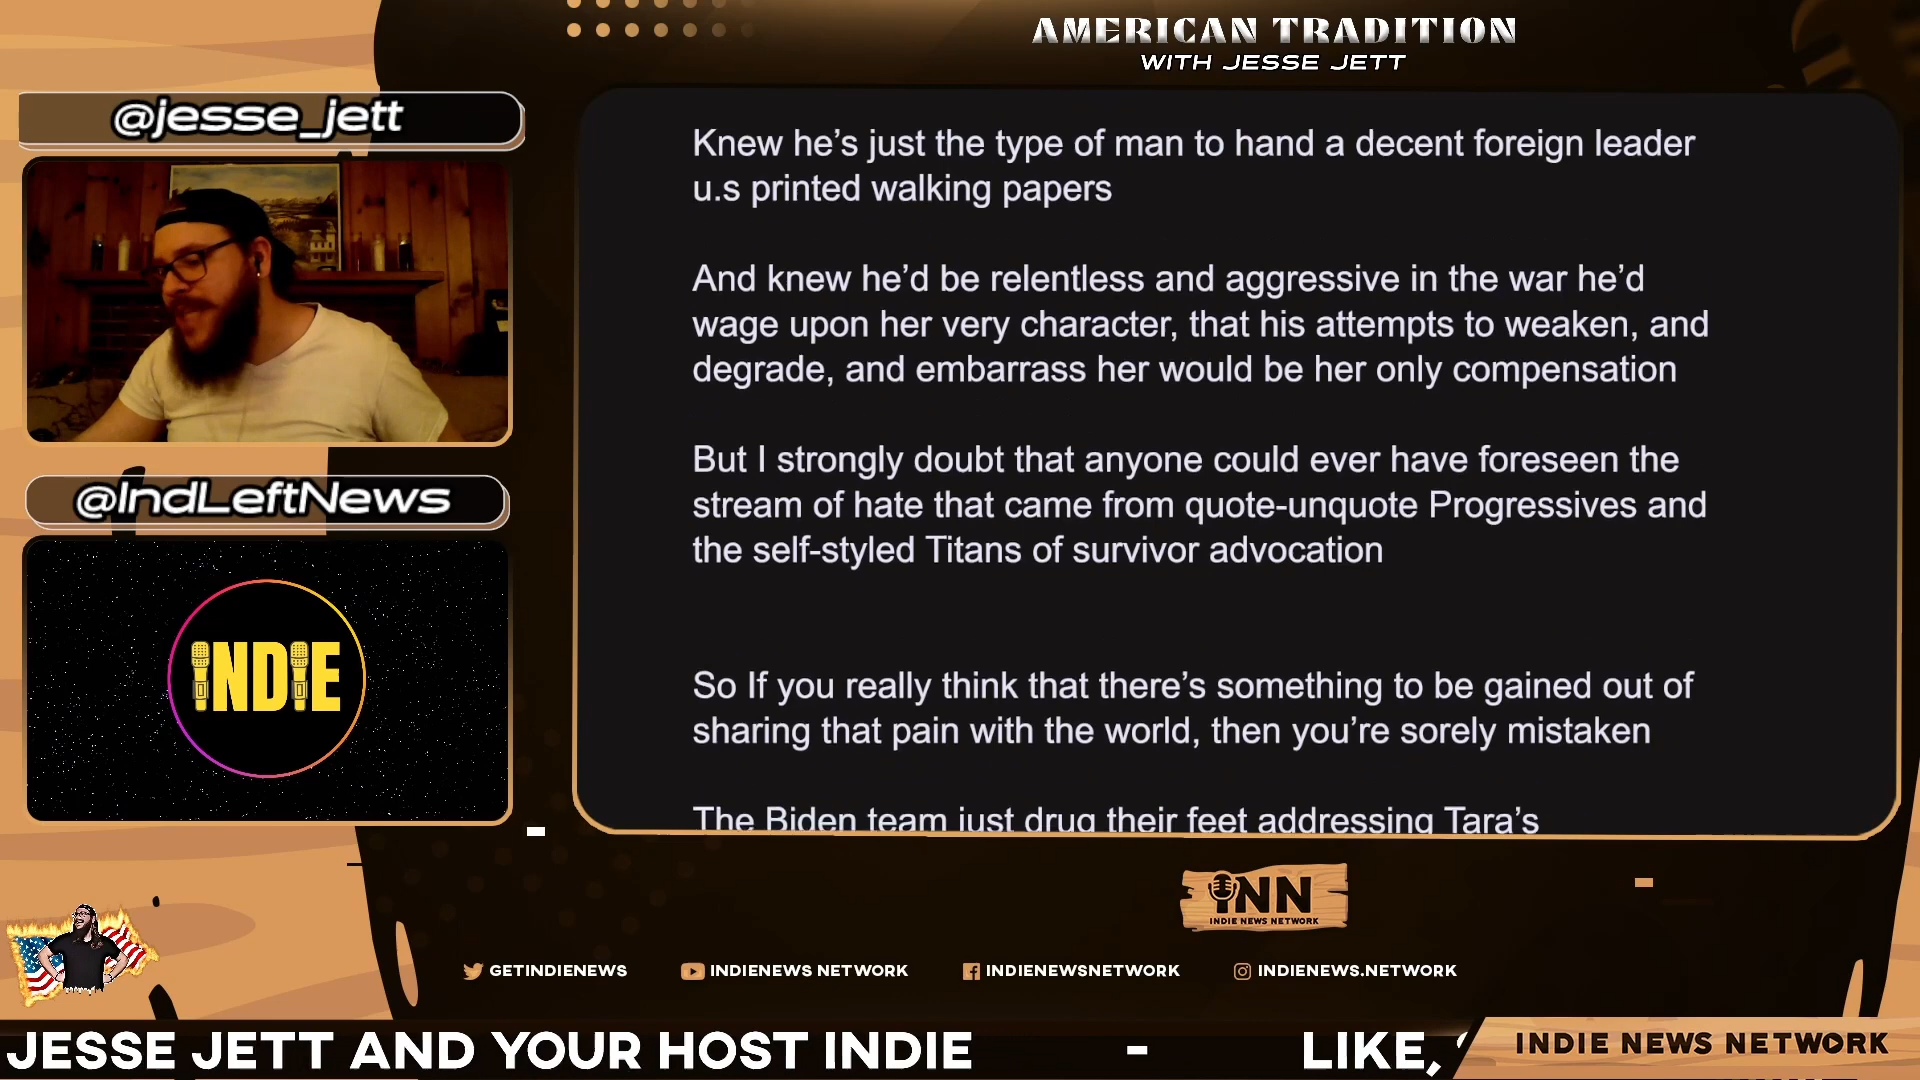 AMERICAN TRADITION
WITH JESSE JETT
@jesse_jett
Knew he's just the type of man to hand a decent foreign leader
u.s printed walking papers
And knew he'd be relentless and aggressive in the war he'd
wage upon her very character, that his attempts to weaken, and
degrade, and embarrass her would be her only compensation
But I strongly doubt that anyone could ever have foreseen the
stream of hate that came from quote-unquote Progressives and
the self-styled Titans of survivor advocation
So If you really think that there's something to be gained out of
sharing that pain with the world, then you're sorely mistaken
The Biden team just drug their feet addressing Tara's
@IndLeftNews
INDIE
INN
INDIE NEWS NETWORK
GETINDIENEWS
INDIENEWS NETWORK
INDIENEWSNETWORK
INDIENEWS.NETWORK
JESSE JETT AND YOUR HOST INDIE - LIKE,
INDIE NEWS NETWORK